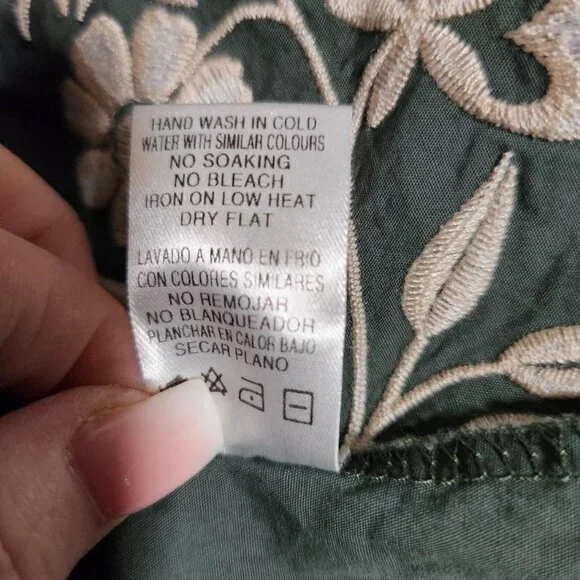 HAND WASH IN COLD
WATER WITH SIMILAR COLOURS
NO SOAKING
NO BLEACH
IRON ON LOW HEAT
DRY FLAT
LAVADO A MANO EN FRIO
CON COLORES SIMILARES
NO REMOJAR
NO BLANQUEADOR
PLANCHAR EN CALOR BAJO
SECAR PLANO